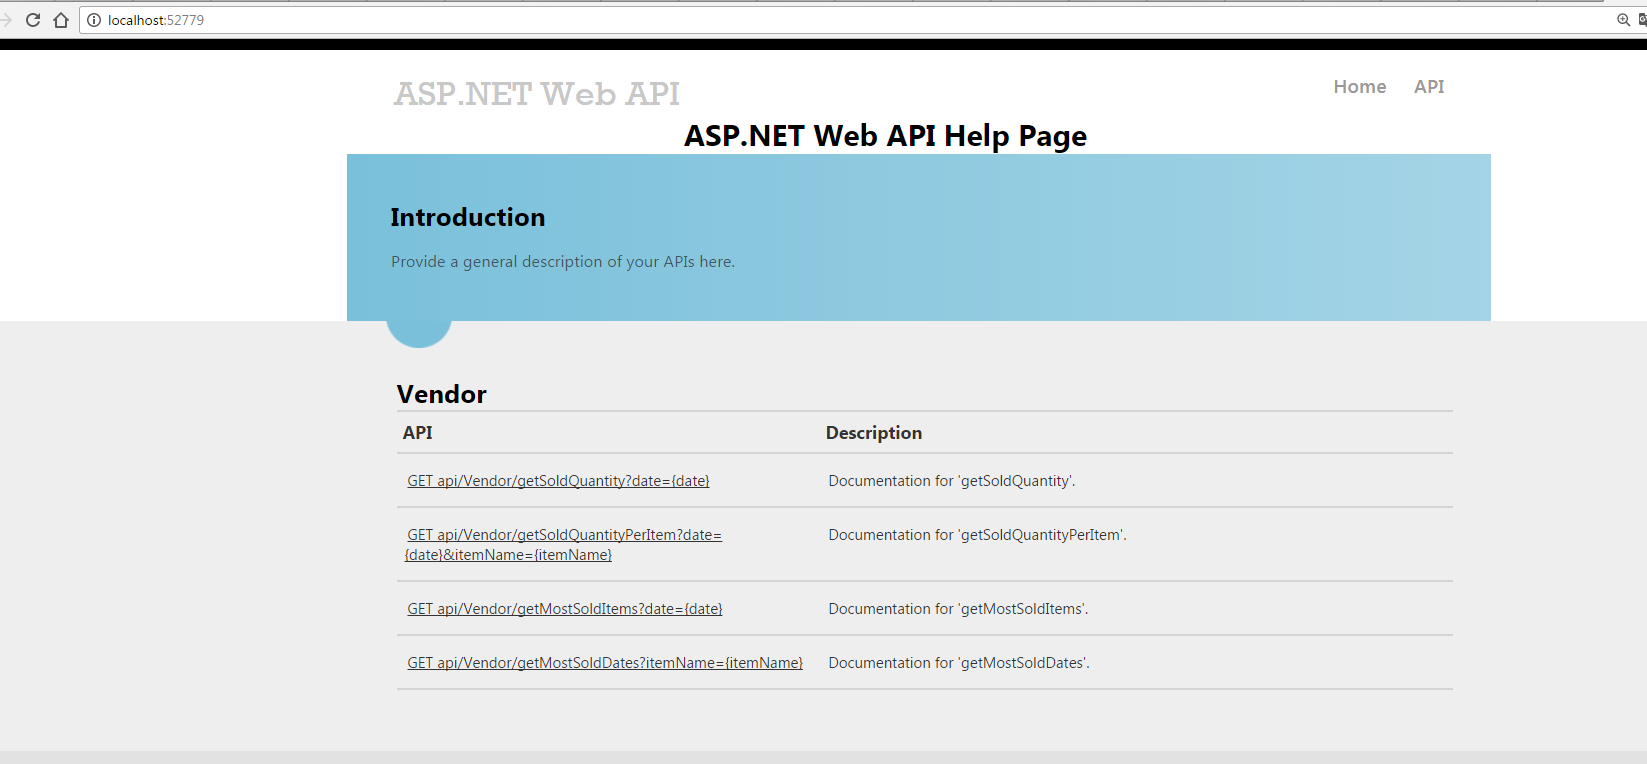 localhost:52779
ASP.NET Web API
Home API
ASP.NET Web API Help Page
Introduction
Provide a general description of your APIs here.
Vendor
API Description
GET api/Vendor/getSoldQuantity?date={date} Documentation for 'getSoldQuantity'.
GET api/Vendor/getSoldQuantityPerItem?date= Documentation for 'getSoldQuantityPerItem'.
{date}&itemName={itemName}
GET api/Vendor/getMostSoldItems?date={date} Documentation for 'getMostSoldItems'.
GET api/Vendor/getMostSoldDates?itemName={itemName} Documentation for 'getMostSoldDates'.